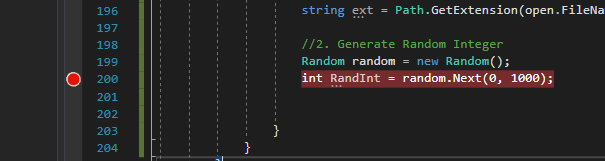 196 string ext = Path.GetExtension(open.FileNa
197
198 //2. Generate Random Integer
199 Random random = new Random();
200 int RandInt = random.Next(0, 1000);
201
202
203 }
204 }